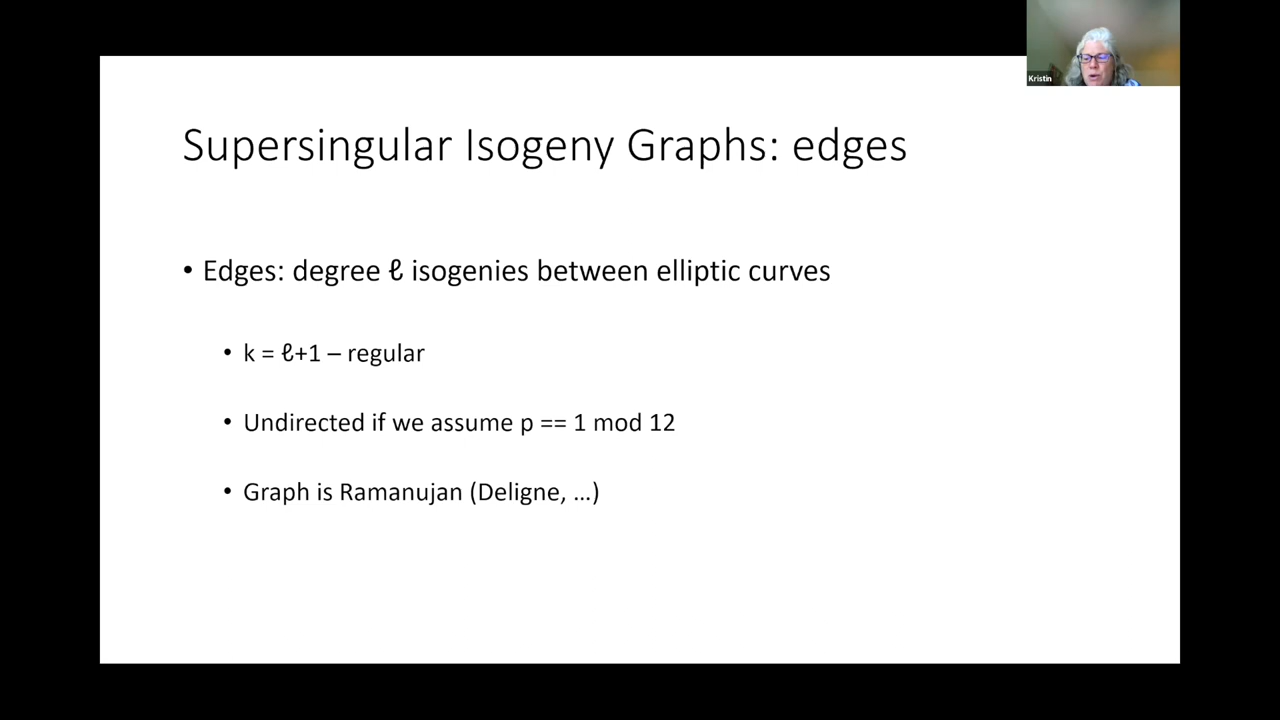 Kristin
Supersingular Isogeny Graphs: edges
• Edges: degree ℓ isogenies between elliptic curves
• k = ℓ+1 – regular
• Undirected if we assume p == 1 mod 12
• Graph is Ramanujan (Deligne, …)